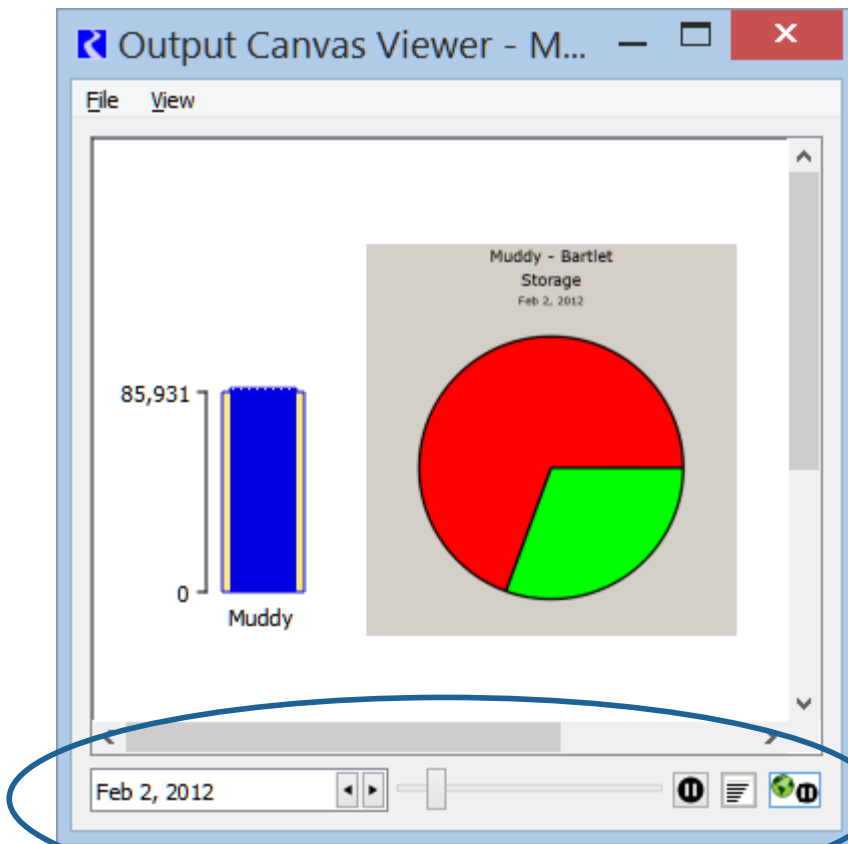 Output Canvas Viewer - M...
File View
Muddy - Bartlet
Storage
Feb 2, 2012
85,931
0
Muddy
Feb 2, 2012